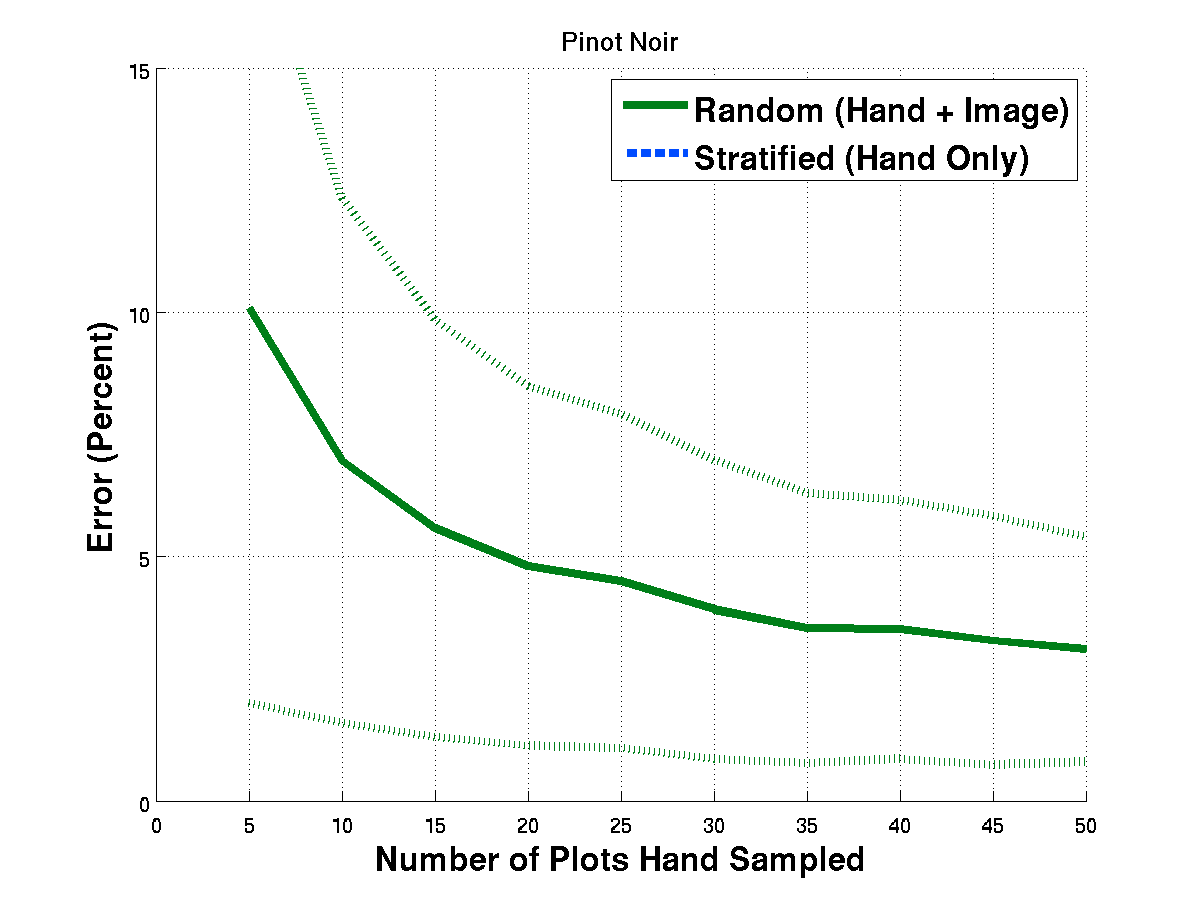 Pinot Noir
15
Random (Hand + Image)
Stratified (Hand Only)
10
Error (Percent)
5
0
0 5 10 15 20 25 30 35 40 45 50
Number of Plots Hand Sampled